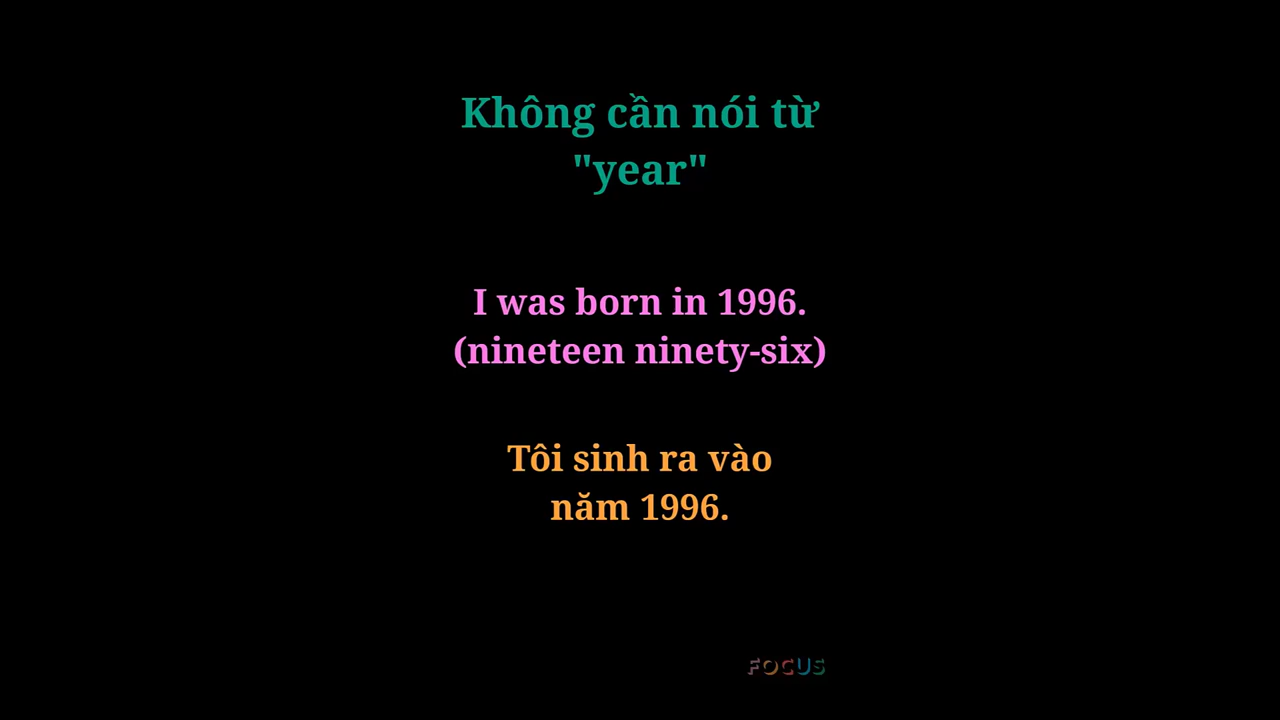 Không cần nói từ
"year"
I was born in 1996.
(nineteen ninety-six)
Tôi sinh ra vào
năm 1996.
FOCUS